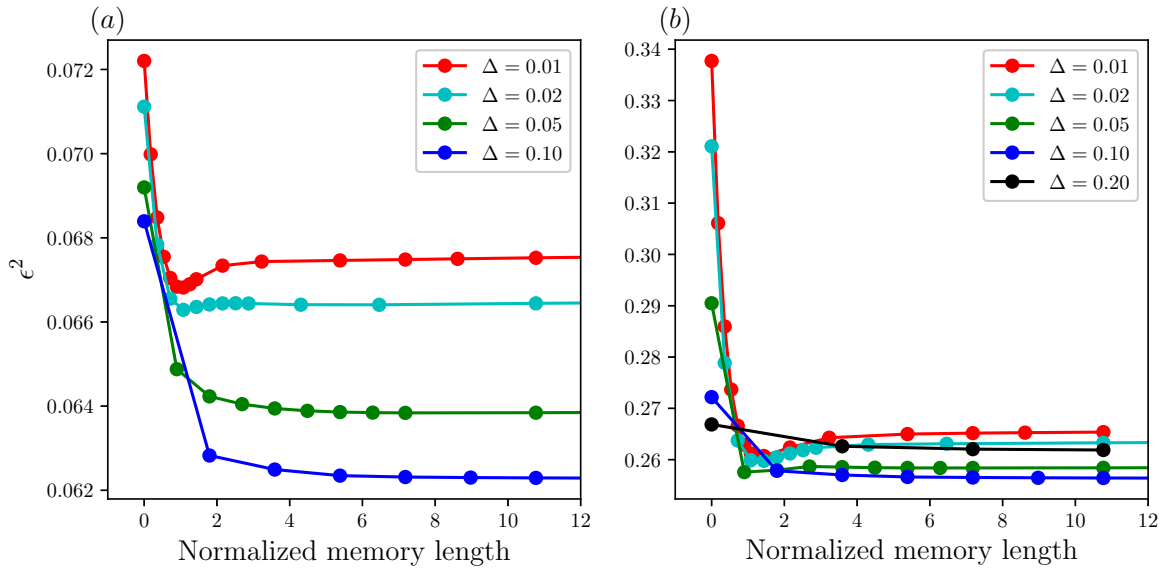 (a)
0.072
0.070
0.068
0.066
0.064
0.062
ϵ²
0 2 4 6 8 10 12
Normalized memory length
Δ = 0.01
Δ = 0.02
Δ = 0.05
Δ = 0.10
(b)
0.34
0.33
0.32
0.31
0.30
0.29
0.28
0.27
0.26
0 2 4 6 8 10 12
Normalized memory length
Δ = 0.01
Δ = 0.02
Δ = 0.05
Δ = 0.10
Δ = 0.20